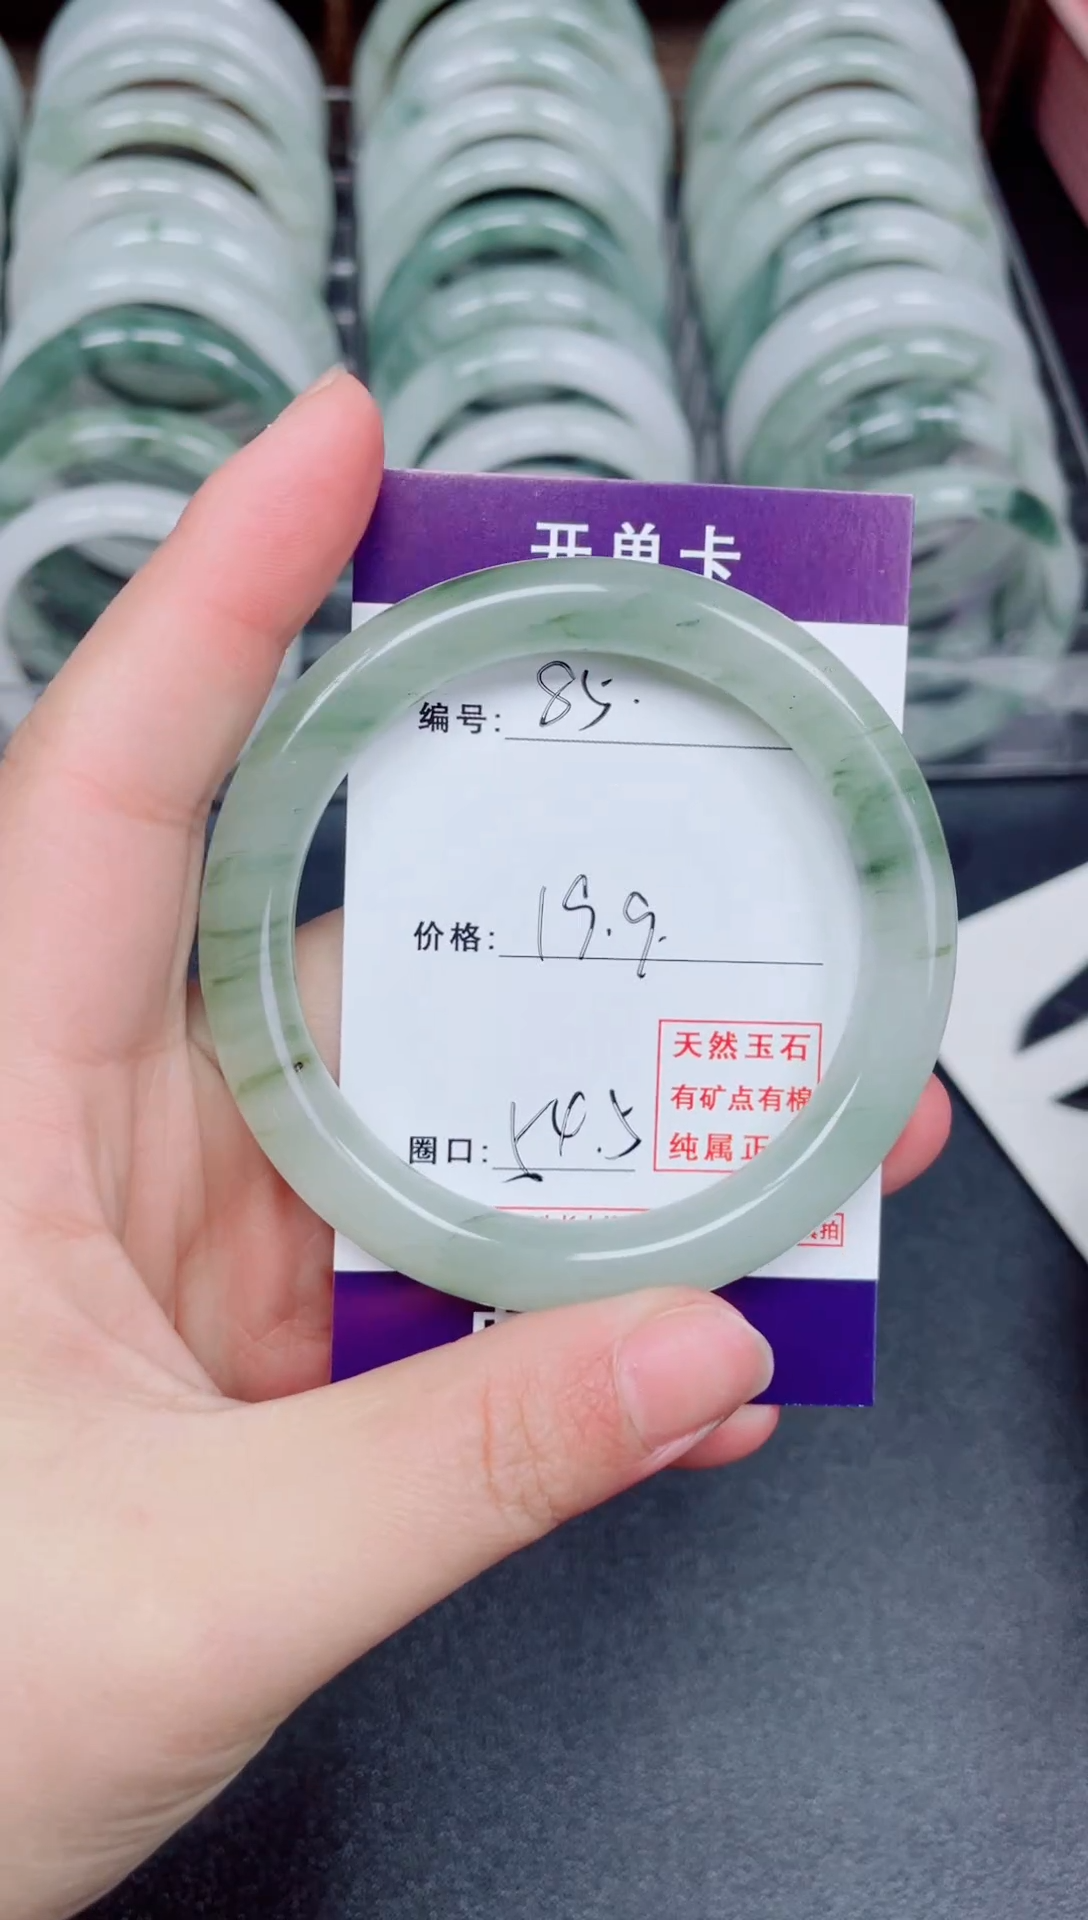 开单卡
编号: 85.
价格: 19.9.
圈口: 54.5
天然玉石
有矿点有棉
纯属正
拍